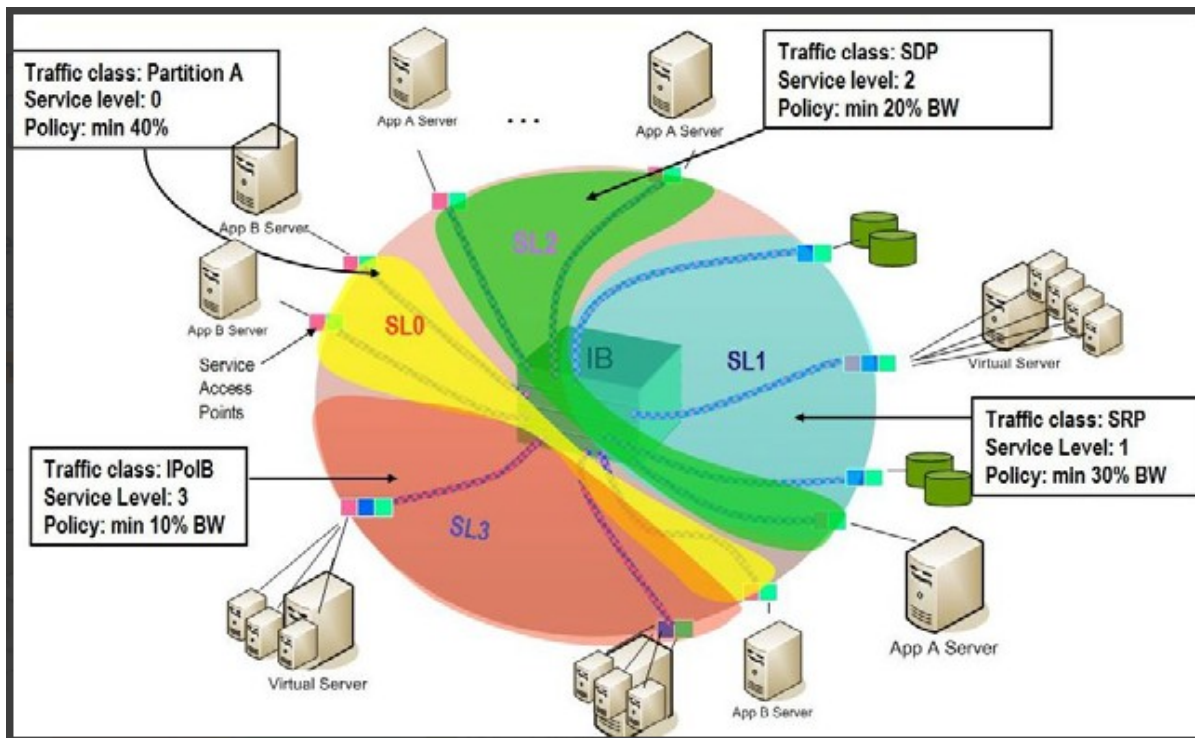 Traffic class: Partition A
Service level: 0
Policy: min 40%
Traffic class: SDP
Service level: 2
Policy: min 20% BW
App A Server
...
App A Server
App B Server
App B Server
Service
Access
Points
SL2
SL0
IB
SL1
Virtual Server
Traffic class: SRP
Service Level: 1
Policy: min 30% BW
Traffic class: IPoIB
Service Level: 3
Policy: min 10% BW
SL3
Virtual Server
App B Server
App A Server